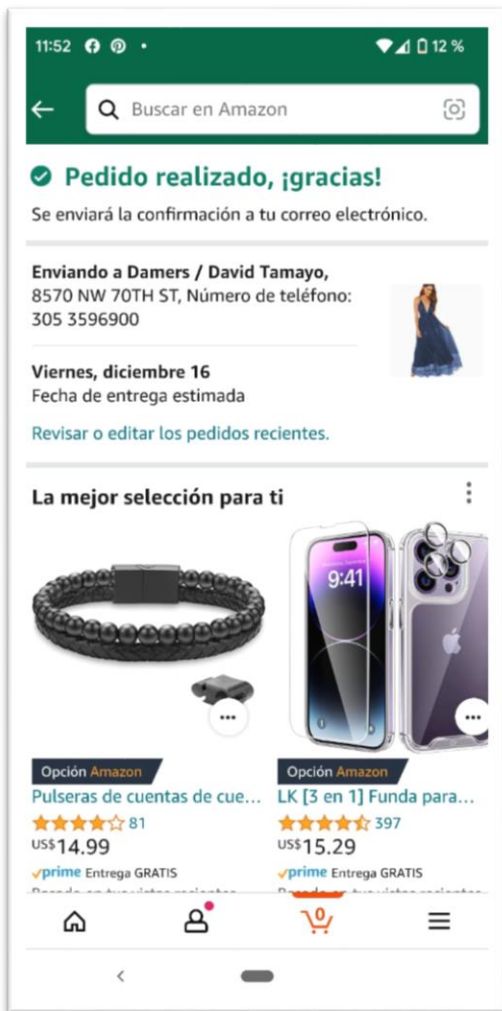 11:52
12 %
Buscar en Amazon
Pedido realizado, ¡gracias!
Se enviará la confirmación a tu correo electrónico.
Enviando a Damers / David Tamayo,
8570 NW 70TH ST, Número de teléfono:
305 3596900
Viernes, diciembre 16
Fecha de entrega estimada
Revisar o editar los pedidos recientes.
La mejor selección para ti
9:41
Opción Amazon
Pulseras de cuentas de cue...
81
US$14.99
prime Entrega GRATIS
Opción Amazon
LK [3 en 1] Funda para...
397
US$15.29
prime Entrega GRATIS
0